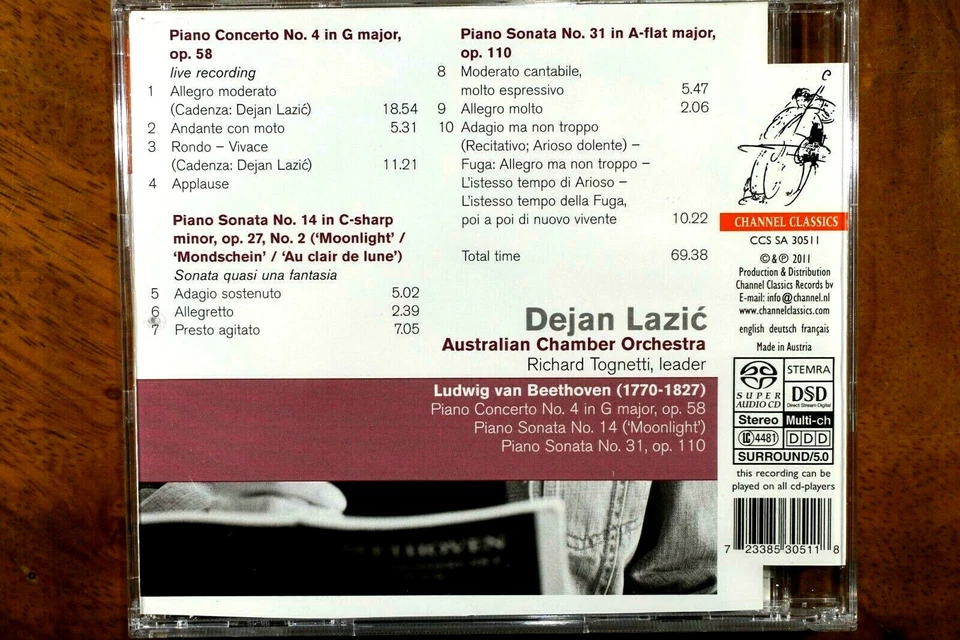 Piano Concerto No. 4 in G major,
op. 58
live recording
1 Allegro moderato
(Cadenza: Dejan Lazić) 18.54
2 Andante con moto 5.31
3 Rondo – Vivace
(Cadenza: Dejan Lazić) 11.21
4 Applause
Piano Sonata No. 14 in C-sharp
minor, op. 27, No. 2 (‘Moonlight’ /
‘Mondschein’ / ‘Au clair de lune’)
Sonata quasi una fantasia
5 Adagio sostenuto 5.02
6 Allegretto 2.39
7 Presto agitato 7.05
Piano Sonata No. 31 in A-flat major,
op. 110
8 Moderato cantabile,
molto espressivo 5.47
9 Allegro molto 2.06
10 Adagio ma non troppo
(Recitativo; Arioso dolente) –
Fuga: Allegro ma non troppo –
L’istesso tempo di Arioso –
L’istesso tempo della Fuga,
poi a poi di nuovo vivente 10.22
Total time 69.38
Dejan Lazić
Australian Chamber Orchestra
Richard Tognetti, leader
Ludwig van Beethoven (1770-1827)
Piano Concerto No. 4 in G major, op. 58
Piano Sonata No. 14 (‘Moonlight’)
Piano Sonata No. 31, op. 110
BEETHOVEN
CHANNEL CLASSICS
CCS SA 30511
©&℗ 2011
Production & Distribution
Channel Classics Records bv
E-mail: info@channel.nl
www.channelclassics.com
english deutsch français
Made in Austria
SUPER AUDIO CD
STEMRA
DSD
Direct Stream Digital
Stereo Multi-ch
LC 4481 DDD
SURROUND/5.0
this recording can be
played on all cd-players
7 23385 30511 8